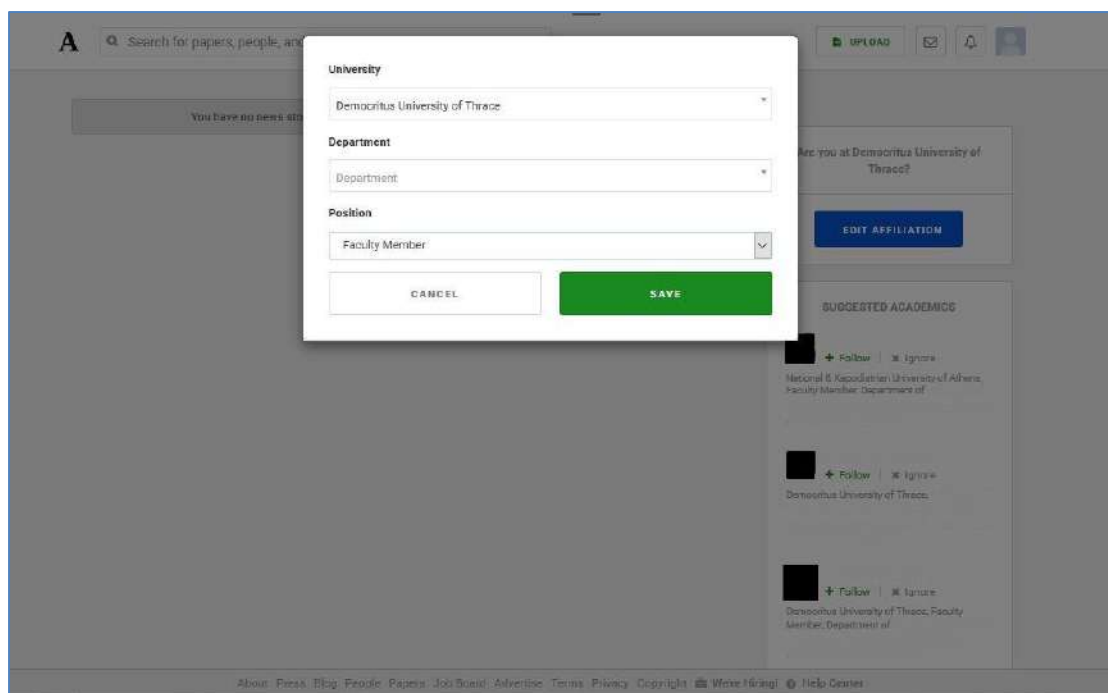 A
Search for papers, people, and
UPLOAD
University
Democritus University of Thrace
You have no news sto
Department
Department
Are you at Democritus University of
Thrace?
Position
Faculty Member
EDIT AFFILIATION
CANCEL
SAVE
SUGGESTED ACADEMICS
+ Follow | Ignore
National & Kapodistrian University of Athens,
Faculty Member, Department of
+ Follow | Ignore
Democritus University of Thrace,
+ Follow | Ignore
Democritus University of Thrace, Faculty
Member, Department of
About Press Blog People Papers Job Board Advertise Terms Privacy Copyright We're Hiring! Help Center